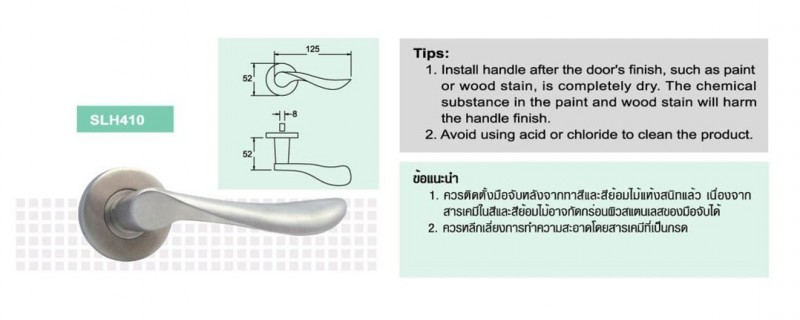 SLH410
125
52
8
52
Tips:
1. Install handle after the door's finish, such as paint
or wood stain, is completely dry. The chemical
substance in the paint and wood stain will harm
the handle finish.
2. Avoid using acid or chloride to clean the product.
ข้อแนะนำ
1. ควรติดตั้งมือจับหลังจากทาสีและสีย้อมไม้แห้งสนิทแล้ว เนื่องจาก
สารเคมีในสีและสีย้อมไม้อาจกัดกร่อนผิวสแตนเลสของมือจับได้
2. ควรหลีกเลี่ยงการทำความสะอาดโดยสารเคมีที่เป็นกรด